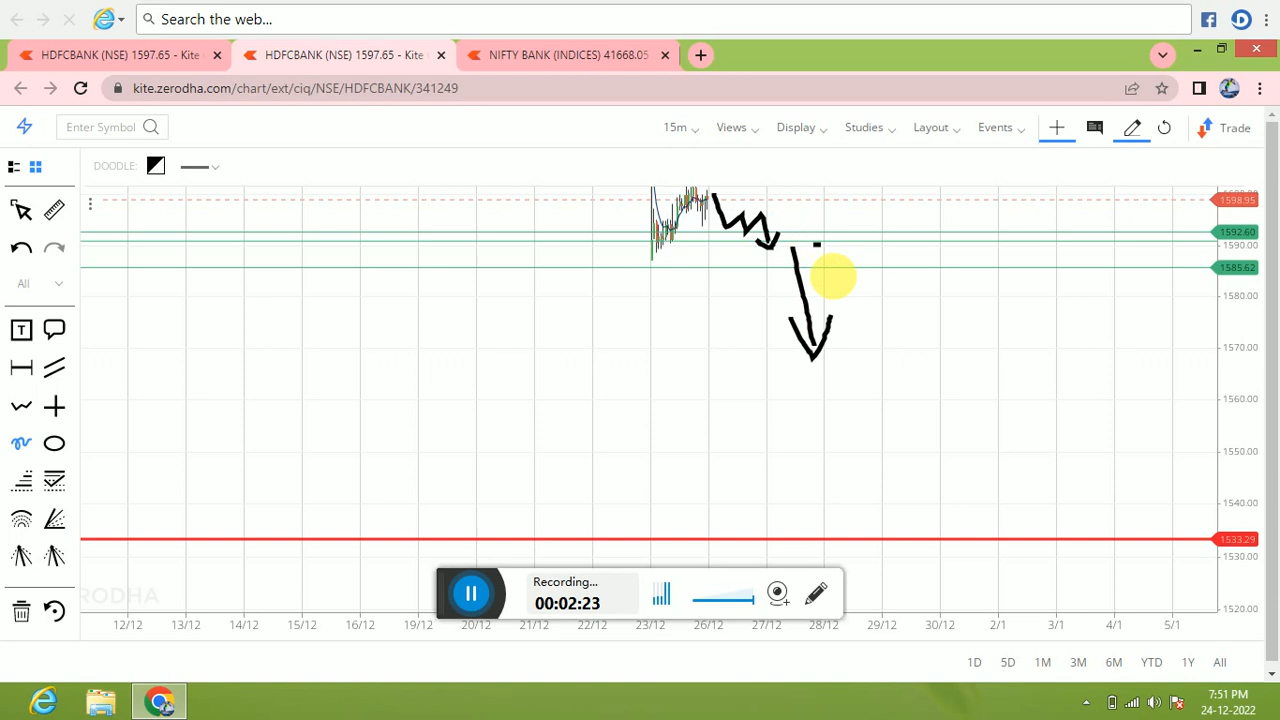 Search the web...
HDFCBANK (NSE) 1597.65 - Kite
HDFCBANK (NSE) 1597.65 - Kite
NIFTY BANK (INDICES) 41668.05
kite.zerodha.com/chart/ext/ciq/NSE/HDFCBANK/341249
Enter Symbol
15m
Views
Display
Studies
Layout
Events
Trade
DOODLE:
1598.95
1592.60
1590.00
1585.62
1580.00
1570.00
1560.00
1550.00
1540.00
1533.29
1530.00
1520.00
All
T
Recording...
00:02:23
12/12
13/12
14/12
15/12
16/12
19/12
20/12
21/12
22/12
23/12
26/12
27/12
28/12
29/12
30/12
2/1
3/1
4/1
5/1
1D
5D
1M
3M
6M
YTD
1Y
All
7:51 PM
24-12-2022